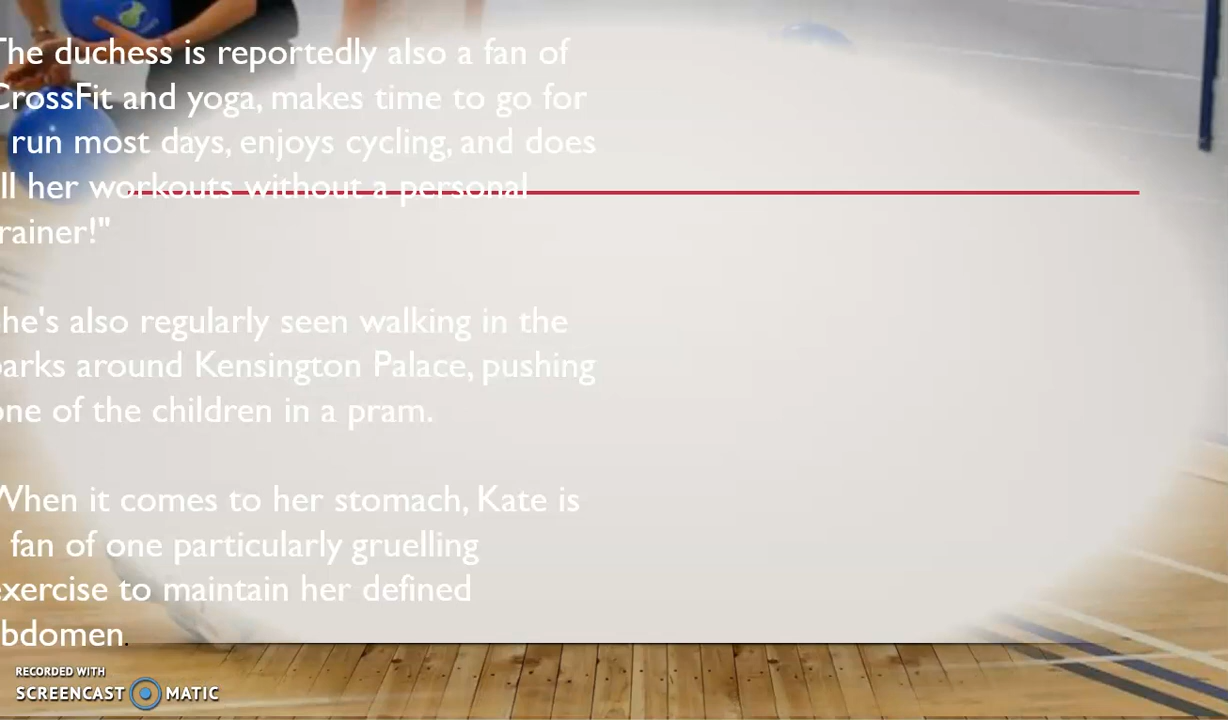 The duchess is reportedly also a fan of
CrossFit and yoga, makes time to go for
run most days, enjoys cycling, and does
ll her workouts without a personal
rainer!"
he's also regularly seen walking in the
parks around Kensington Palace, pushing
one of the children in a pram.
When it comes to her stomach, Kate is
fan of one particularly gruelling
exercise to maintain her defined
bdomen.
RECORDED WITH
SCREENCAST MATIC